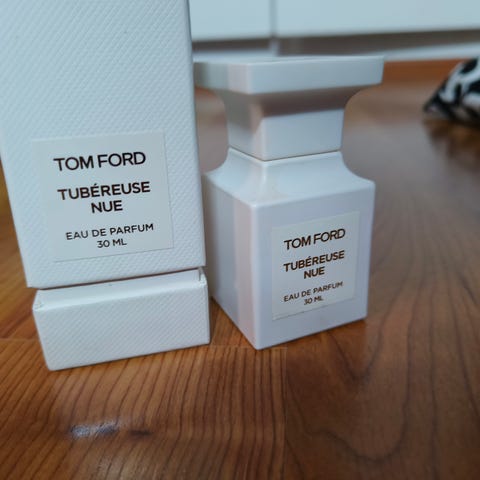 TOM FORD
TUBÉREUSE
NUE
EAU DE PARFUM
30 ML
TOM FORD
TUBÉREUSE
NUE
EAU DE PARFUM
30 ML